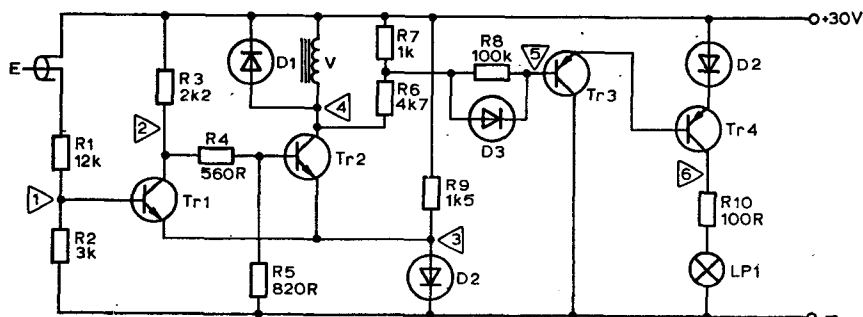 +30V
E
R1
12k
R2
3k
R3
2k2
R4
560R
R5
820R
Tr1
Tr2
D1
V
R7
1k
R6
4k7
R8
100k
D3
Tr3
R9
1k5
D2
D2
Tr4
R10
100R
LP1
1
2
3
4
5
6